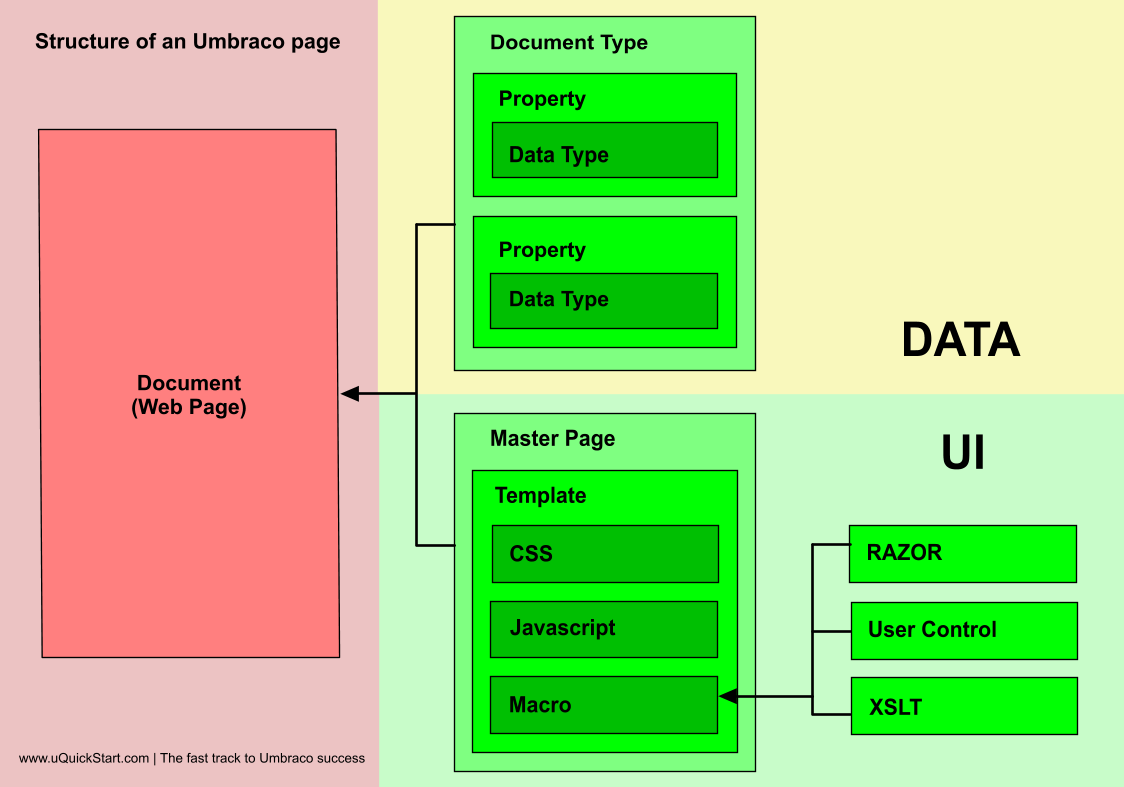 Structure of an Umbraco page
Document
(Web Page)
www.uQuickStart.com | The fast track to Umbraco success
Document Type
Property
Data Type
Property
Data Type
DATA
Master Page
Template
CSS
Javascript
Macro
UI
RAZOR
User Control
XSLT